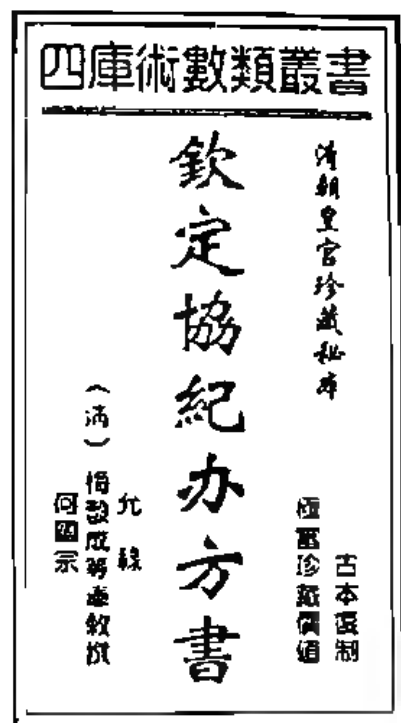 四庫術數類叢書
清朝皇宮珍藏秘库
古本復制
極富珍藏價值
欽定協紀办方書
允祿
（清）梅瑴成等奉敕撰
何國宗